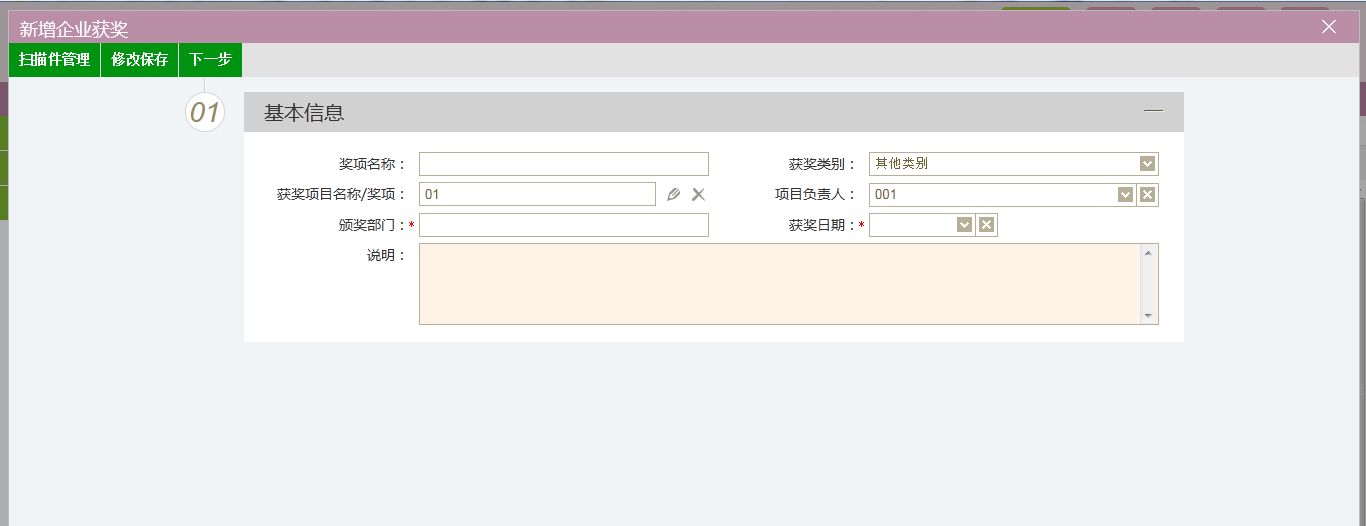 新增企业获奖
扫描件管理 修改保存 下一步
01 基本信息
奖项名称： 获奖类别： 其他类别
获奖项目名称/奖项： 01 项目负责人： 001
颁奖部门：* 获奖日期：*
说明：